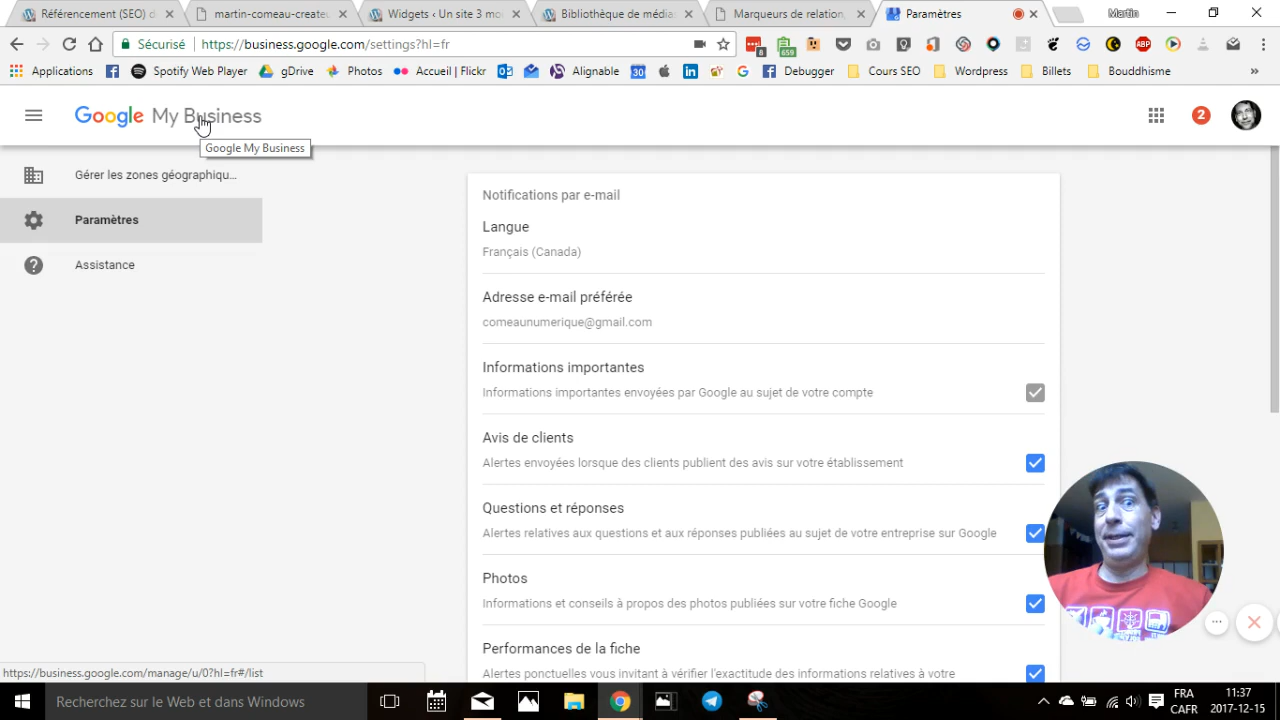 Référencement (SEO) d
martin-comeau-createu
Widgets ‹ Un site 3 mo
Bibliothèque de média
Marqueurs de relation,
Paramètres
Martin
Sécurisé
https://business.google.com/settings?hl=fr
8
659
ABP
Applications
Spotify Web Player
gDrive
Photos
Accueil | Flickr
Alignable
30
Debugger
Cours SEO
Wordpress
Billets
Bouddhisme
»
Google My Business
2
Google My Business
Gérer les zones géographiqu...
Paramètres
Assistance
Notifications par e-mail
Langue
Français (Canada)
Adresse e-mail préférée
comeaunumerique@gmail.com
Informations importantes
Informations importantes envoyées par Google au sujet de votre compte
Avis de clients
Alertes envoyées lorsque des clients publient des avis sur votre établissement
Questions et réponses
Alertes relatives aux questions et aux réponses publiées au sujet de votre entreprise sur Google
Photos
Informations et conseils à propos des photos publiées sur votre fiche Google
Performances de la fiche
Alertes ponctuelles vous invitant à vérifier l'exactitude des informations relatives à votre
https://business.google.com/manage/u/0?hl=fr#/list
Recherchez sur le Web et dans Windows
FRA
CAFR
11:37
2017-12-15